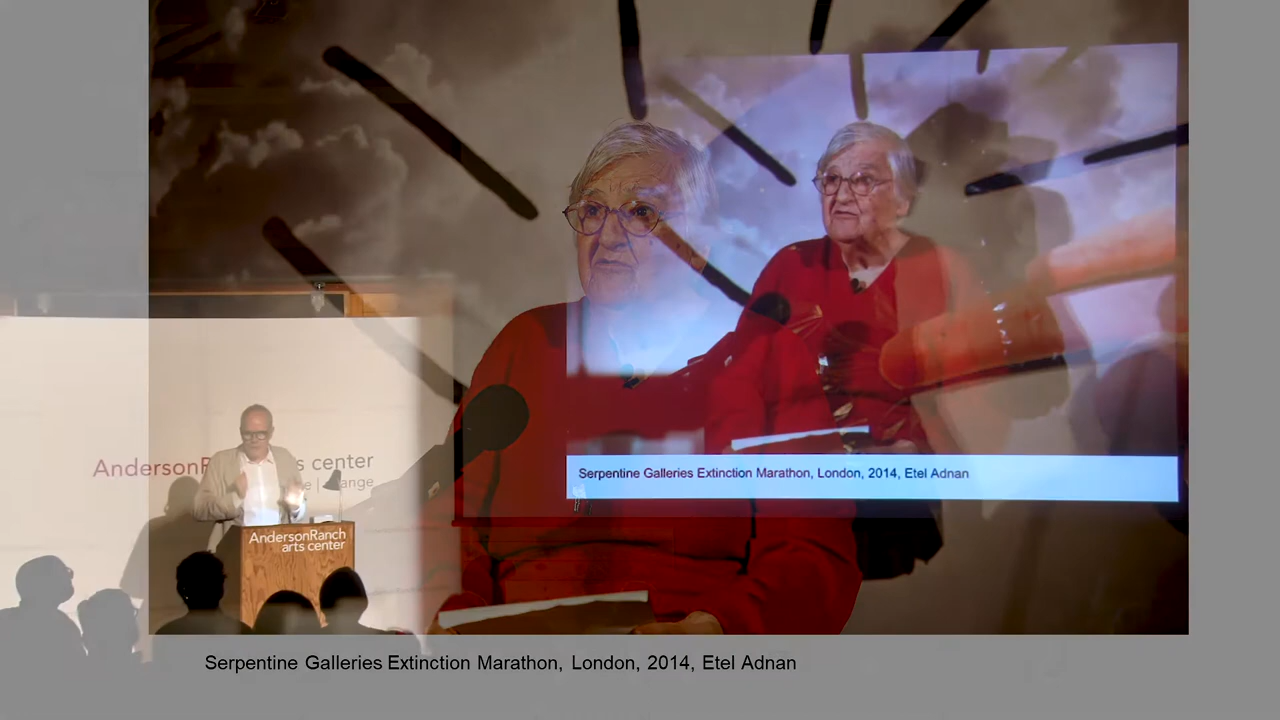 AndersonR
s center
e |
ange
AndersonRanch
arts center
Serpentine Galleries Extinction Marathon, London, 2014, Etel Adnan
Serpentine Galleries Extinction Marathon, London, 2014, Etel Adnan